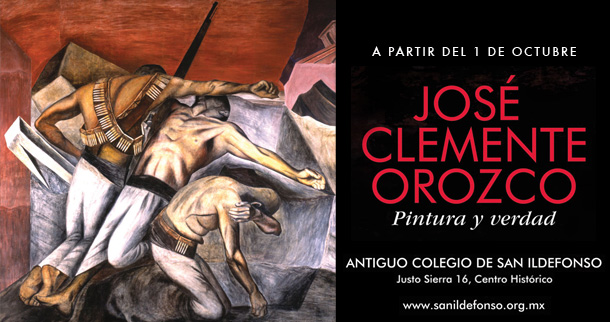 A PARTIR DEL 1 DE OCTUBRE
JOSÉ
CLEMENTE
OROZCO
Pintura y verdad
ANTIGUO COLEGIO DE SAN ILDEFONSO
Justo Sierra 16, Centro Histórico
www.sanildefonso.org.mx